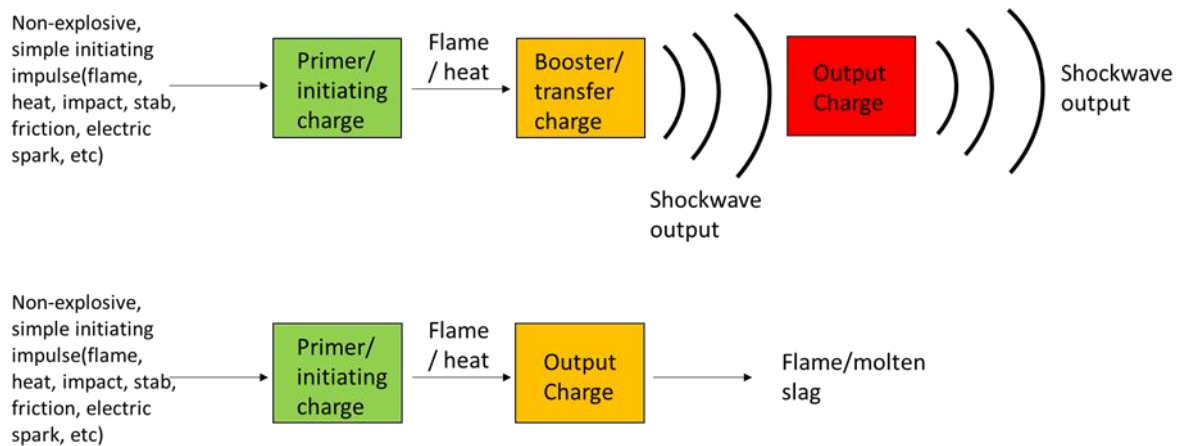 Non-explosive,
simple initiating
impulse(flame,
heat, impact, stab,
friction, electric
spark, etc)
Primer/
initiating
charge
Flame
/ heat
Booster/
transfer
charge
Shockwave
output
Output
Charge
Shockwave
output
Non-explosive,
simple initiating
impulse(flame,
heat, impact, stab,
friction, electric
spark, etc)
Primer/
initiating
charge
Flame
/ heat
Output
Charge
Flame/molten
slag